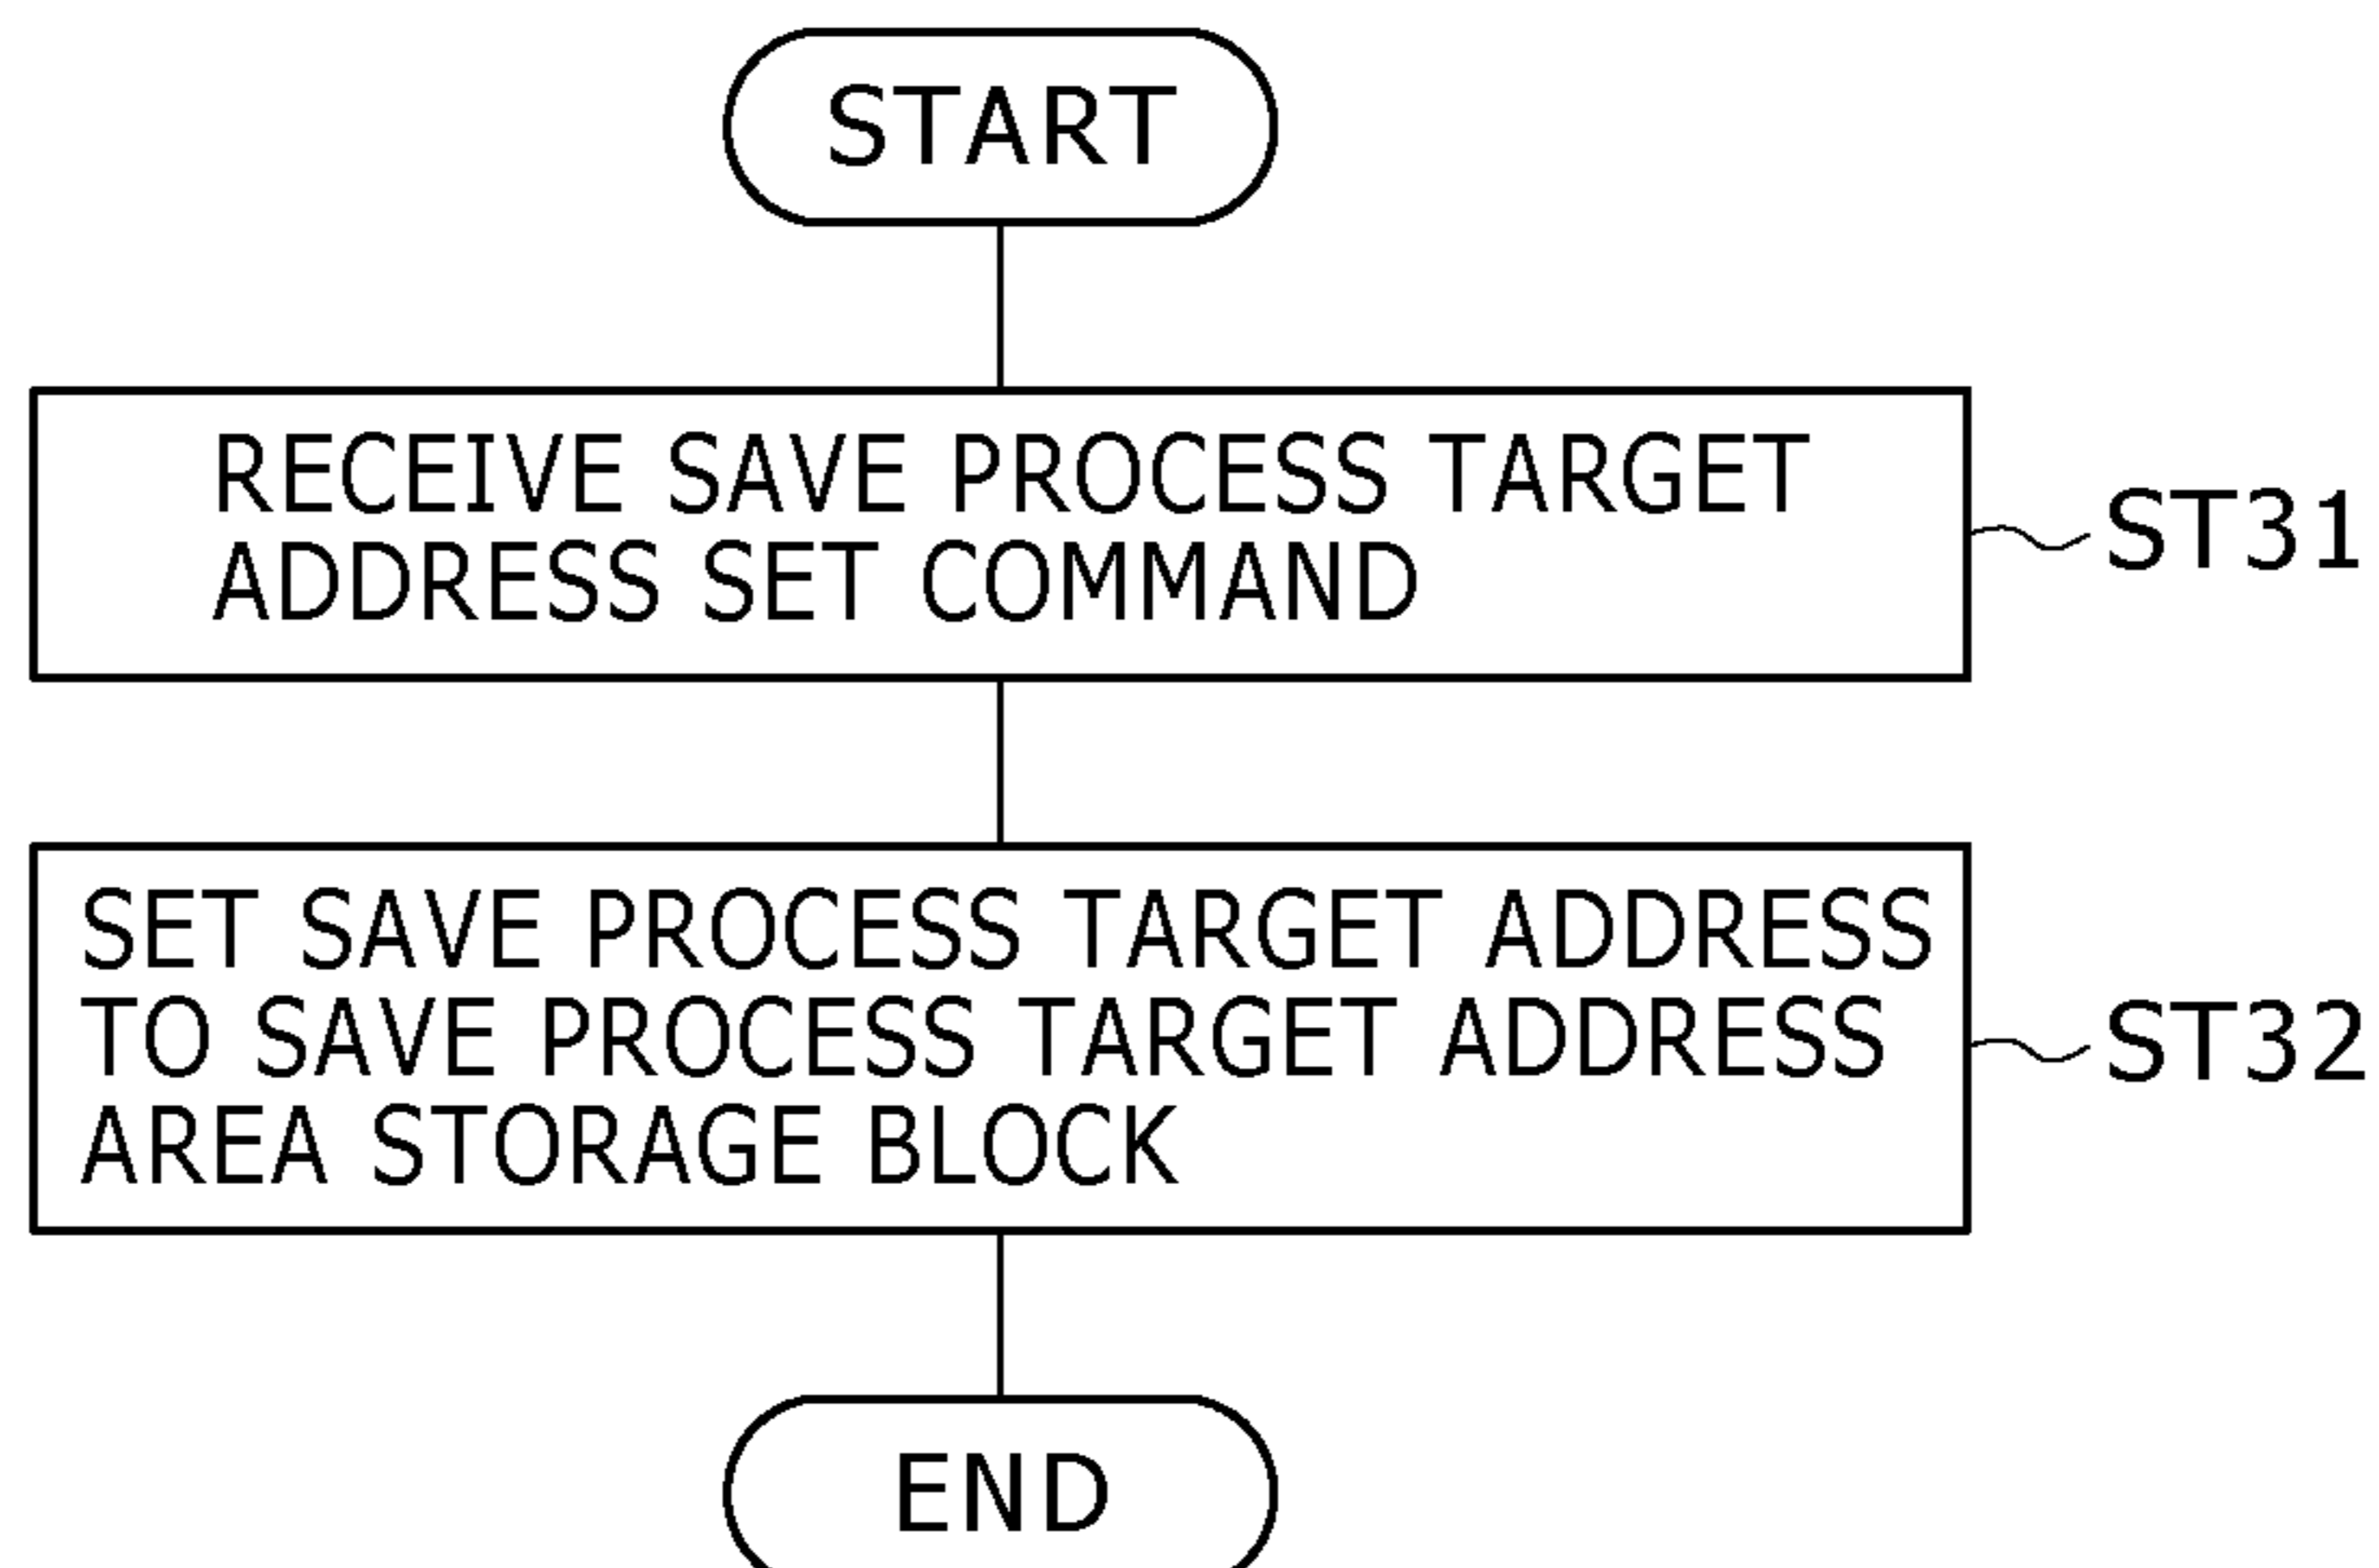 START
RECEIVE SAVE PROCESS TARGET
ADDRESS SET COMMAND
ST31
SET SAVE PROCESS TARGET ADDRESS
TO SAVE PROCESS TARGET ADDRESS
AREA STORAGE BLOCK
ST32
END